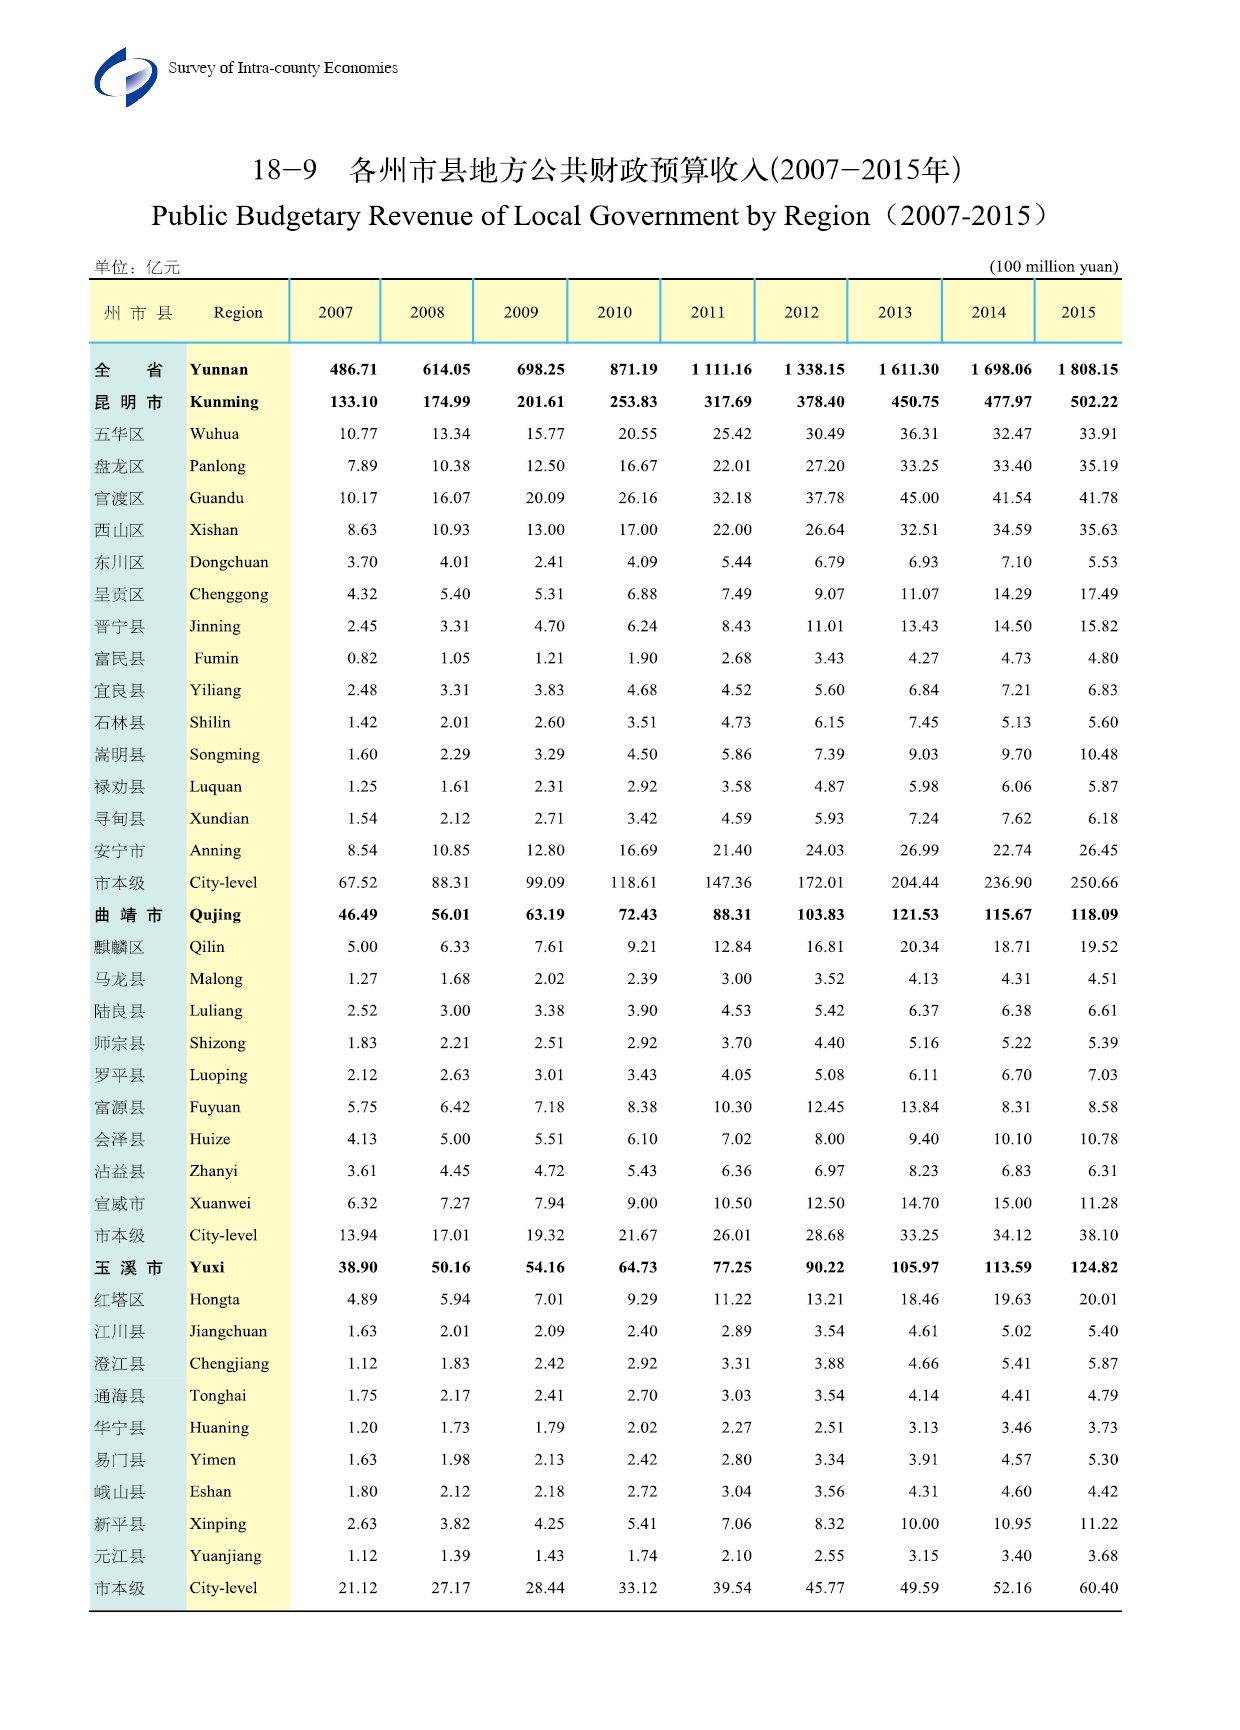 Survey of Intra-county Economies
18-9 各州市县地方公共财政预算收入(2007-2015年)
Public Budgetary Revenue of Local Government by Region（2007-2015）
单位：亿元 (100 million yuan)
州 市 县 Region 2007 2008 2009 2010 2011 2012 2013 2014 2015
全 省 Yunnan 486.71 614.05 698.25 871.19 1 111.16 1 338.15 1 611.30 1 698.06 1 808.15
昆 明 市 Kunming 133.10 174.99 201.61 253.83 317.69 378.40 450.75 477.97 502.22
五华区 Wuhua 10.77 13.34 15.77 20.55 25.42 30.49 36.31 32.47 33.91
盘龙区 Panlong 7.89 10.38 12.50 16.67 22.01 27.20 33.25 33.40 35.19
官渡区 Guandu 10.17 16.07 20.09 26.16 32.18 37.78 45.00 41.54 41.78
西山区 Xishan 8.63 10.93 13.00 17.00 22.00 26.64 32.51 34.59 35.63
东川区 Dongchuan 3.70 4.01 2.41 4.09 5.44 6.79 6.93 7.10 5.53
呈贡区 Chenggong 4.32 5.40 5.31 6.88 7.49 9.07 11.07 14.29 17.49
晋宁县 Jinning 2.45 3.31 4.70 6.24 8.43 11.01 13.43 14.50 15.82
富民县 Fumin 0.82 1.05 1.21 1.90 2.68 3.43 4.27 4.73 4.80
宜良县 Yiliang 2.48 3.31 3.83 4.68 4.52 5.60 6.84 7.21 6.83
石林县 Shilin 1.42 2.01 2.60 3.51 4.73 6.15 7.45 5.13 5.60
嵩明县 Songming 1.60 2.29 3.29 4.50 5.86 7.39 9.03 9.70 10.48
禄劝县 Luquan 1.25 1.61 2.31 2.92 3.58 4.87 5.98 6.06 5.87
寻甸县 Xundian 1.54 2.12 2.71 3.42 4.59 5.93 7.24 7.62 6.18
安宁市 Anning 8.54 10.85 12.80 16.69 21.40 24.03 26.99 22.74 26.45
市本级 City-level 67.52 88.31 99.09 118.61 147.36 172.01 204.44 236.90 250.66
曲 靖 市 Qujing 46.49 56.01 63.19 72.43 88.31 103.83 121.53 115.67 118.09
麒麟区 Qilin 5.00 6.33 7.61 9.21 12.84 16.81 20.34 18.71 19.52
马龙县 Malong 1.27 1.68 2.02 2.39 3.00 3.52 4.13 4.31 4.51
陆良县 Luliang 2.52 3.00 3.38 3.90 4.53 5.42 6.37 6.38 6.61
师宗县 Shizong 1.83 2.21 2.51 2.92 3.70 4.40 5.16 5.22 5.39
罗平县 Luoping 2.12 2.63 3.01 3.43 4.05 5.08 6.11 6.70 7.03
富源县 Fuyuan 5.75 6.42 7.18 8.38 10.30 12.45 13.84 8.31 8.58
会泽县 Huize 4.13 5.00 5.51 6.10 7.02 8.00 9.40 10.10 10.78
沾益县 Zhanyi 3.61 4.45 4.72 5.43 6.36 6.97 8.23 6.83 6.31
宣威市 Xuanwei 6.32 7.27 7.94 9.00 10.50 12.50 14.70 15.00 11.28
市本级 City-level 13.94 17.01 19.32 21.67 26.01 28.68 33.25 34.12 38.10
玉 溪 市 Yuxi 38.90 50.16 54.16 64.73 77.25 90.22 105.97 113.59 124.82
红塔区 Hongta 4.89 5.94 7.01 9.29 11.22 13.21 18.46 19.63 20.01
江川县 Jiangchuan 1.63 2.01 2.09 2.40 2.89 3.54 4.61 5.02 5.40
澄江县 Chengjiang 1.12 1.83 2.42 2.92 3.31 3.88 4.66 5.41 5.87
通海县 Tonghai 1.75 2.17 2.41 2.70 3.03 3.54 4.14 4.41 4.79
华宁县 Huaning 1.20 1.73 1.79 2.02 2.27 2.51 3.13 3.46 3.73
易门县 Yimen 1.63 1.98 2.13 2.42 2.80 3.34 3.91 4.57 5.30
峨山县 Eshan 1.80 2.12 2.18 2.72 3.04 3.56 4.31 4.60 4.42
新平县 Xinping 2.63 3.82 4.25 5.41 7.06 8.32 10.00 10.95 11.22
元江县 Yuanjiang 1.12 1.39 1.43 1.74 2.10 2.55 3.15 3.40 3.68
市本级 City-level 21.12 27.17 28.44 33.12 39.54 45.77 49.59 52.16 60.40